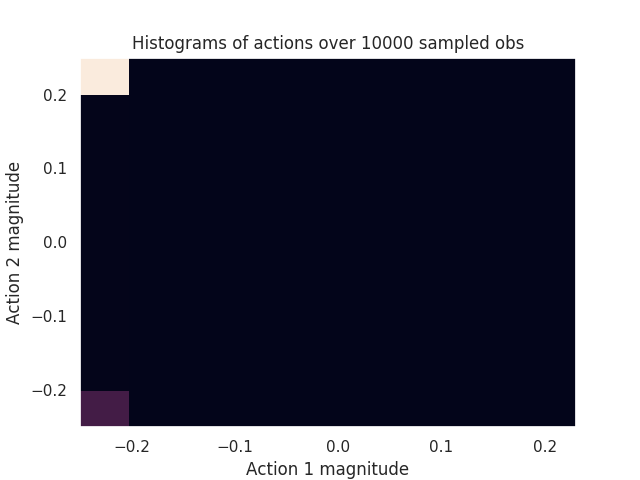 Histograms of actions over 10000 sampled obs
0.2
0.1
0.0
−0.1
−0.2
Action 2 magnitude
−0.2 −0.1 0.0 0.1 0.2
Action 1 magnitude